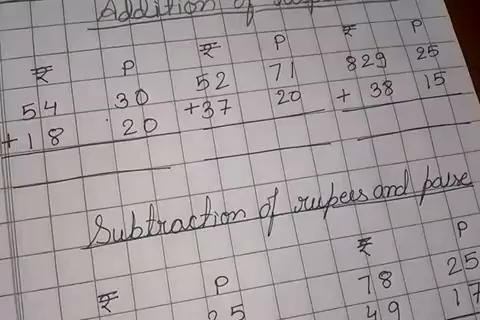 Addition of
₹ P ₹ P ₹ P
54 30 52 71 829 25
+18 20 +37 20 + 38 15
Subtraction of rupees and paise
₹ P ₹ P
25 78 25
49 17